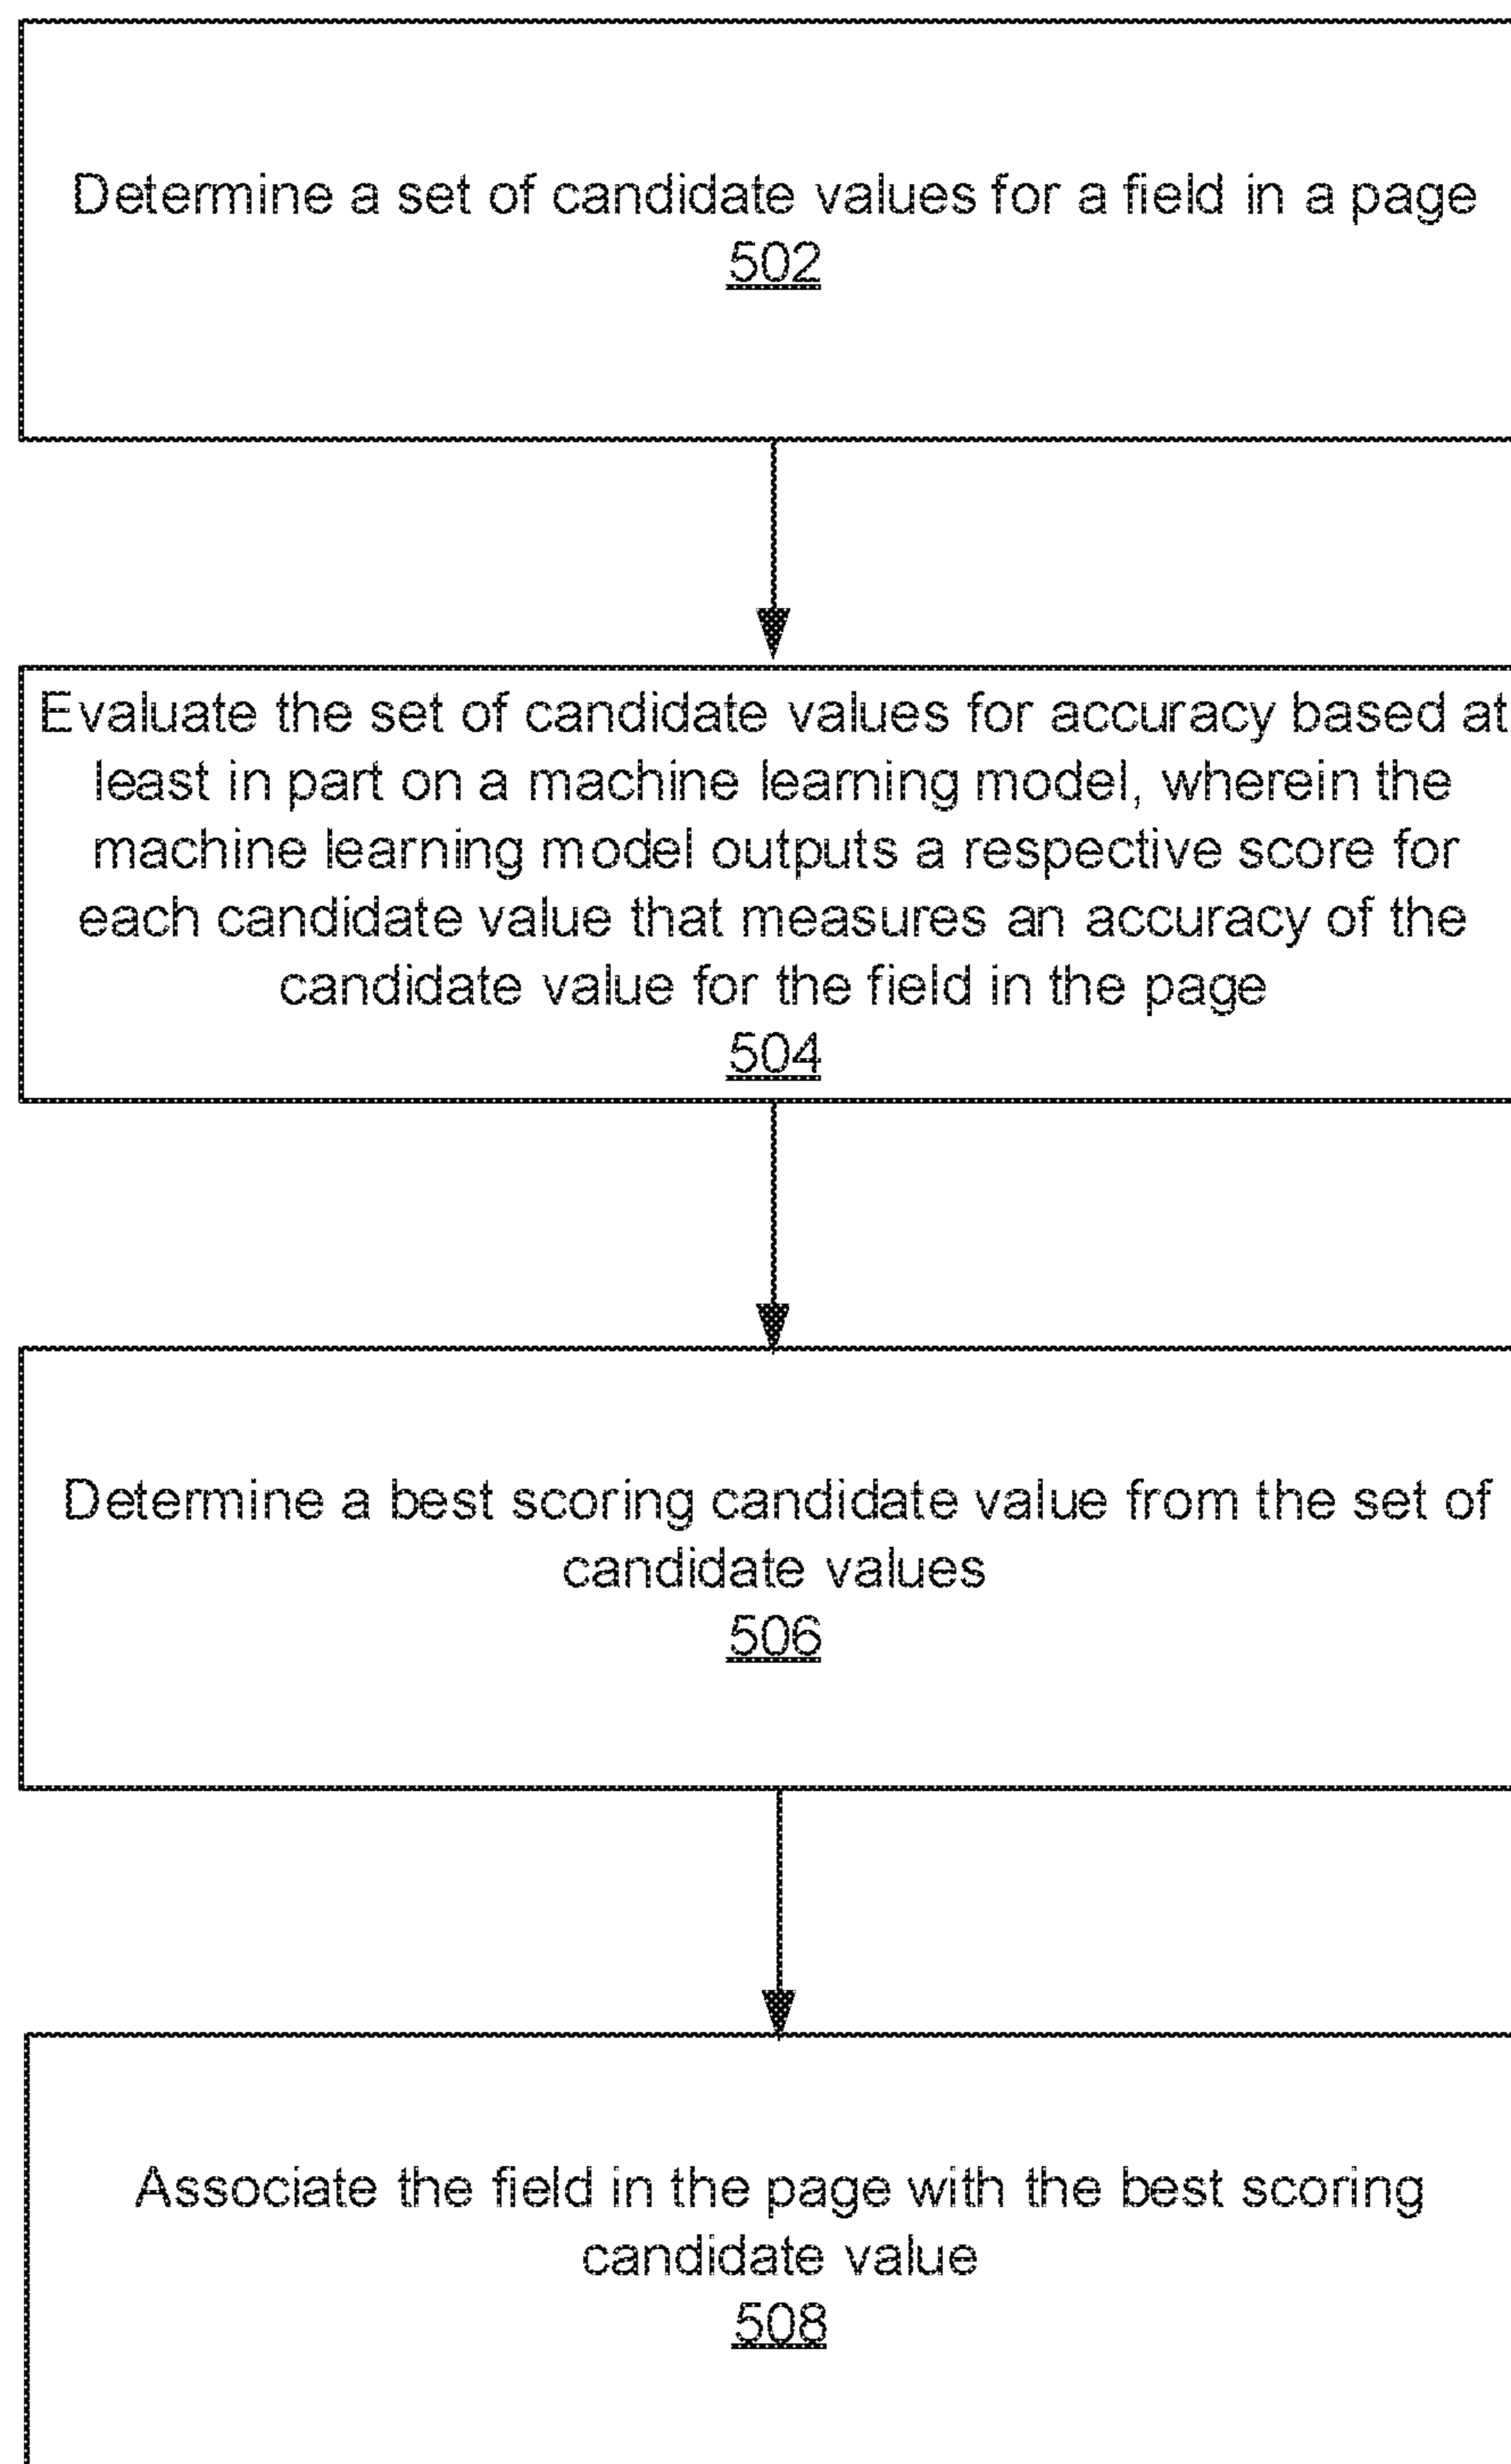 Determine a set of candidate values for a field in a page
502
Evaluate the set of candidate values for accuracy based at
least in part on a machine learning model, wherein the
machine learning model outputs a respective score for
each candidate value that measures an accuracy of the
candidate value for the field in the page
504
Determine a best scoring candidate value from the set of
candidate values
506
Associate the field in the page with the best scoring
candidate value
508